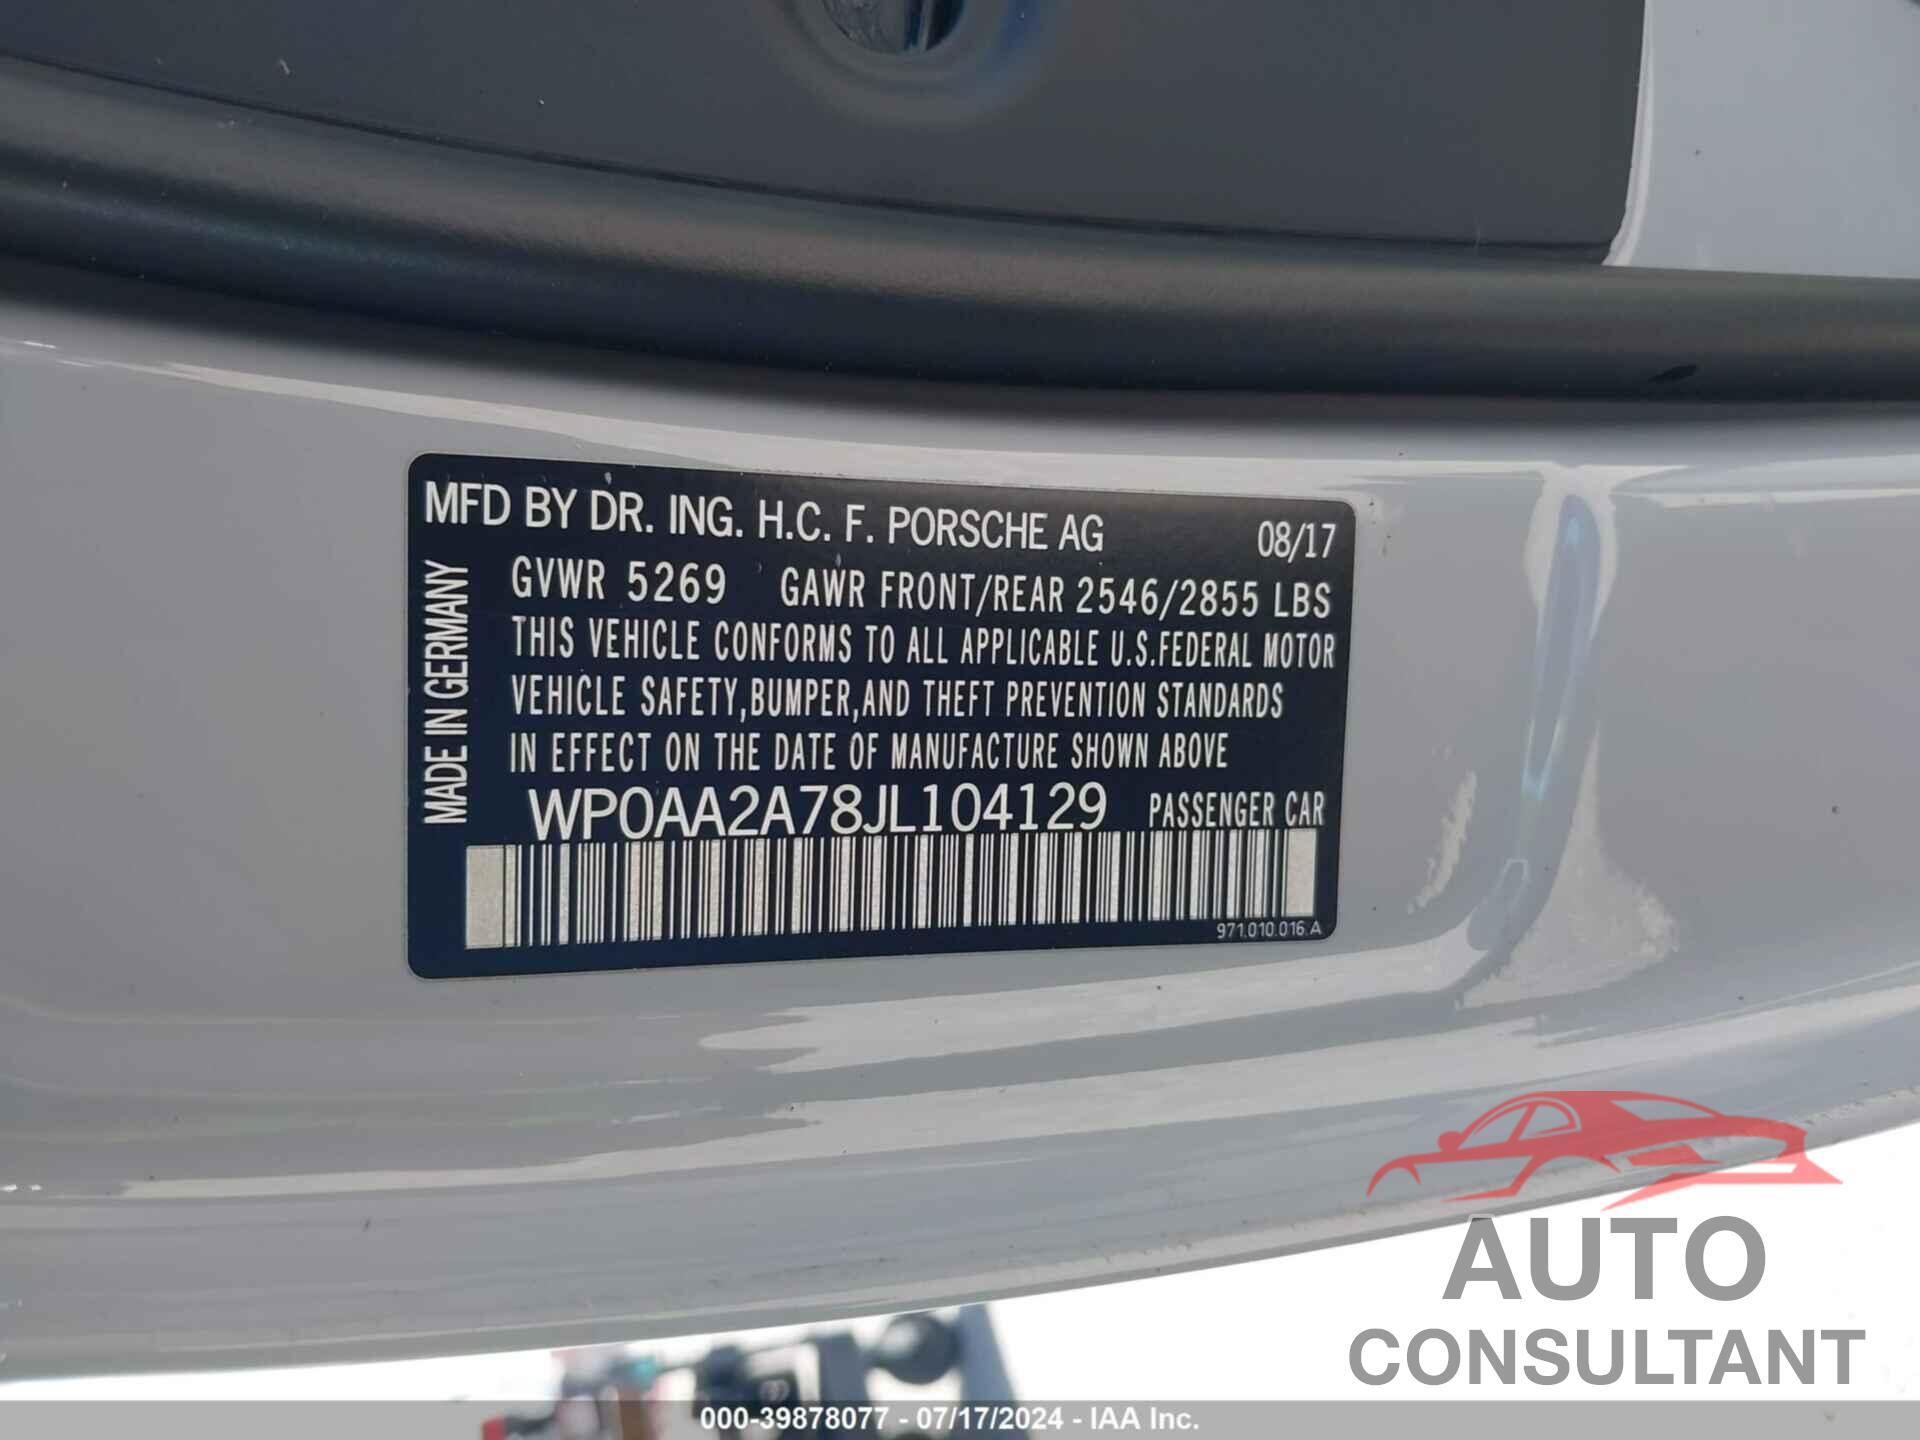 MFD BY DR. ING. H.C. F. PORSCHE AG 08/17
GVWR 5269 GAWR FRONT/REAR 2546/2855 LBS
THIS VEHICLE CONFORMS TO ALL APPLICABLE U.S.FEDERAL MOTOR
VEHICLE SAFETY,BUMPER,AND THEFT PREVENTION STANDARDS
IN EFFECT ON THE DATE OF MANUFACTURE SHOWN ABOVE
WP0AA2A78JL104129 PASSENGER CAR
971.010.016.A
MADE IN GERMANY
AUTO
CONSULTANT
000-39878077 - 07/17/2024 - IAA Inc.